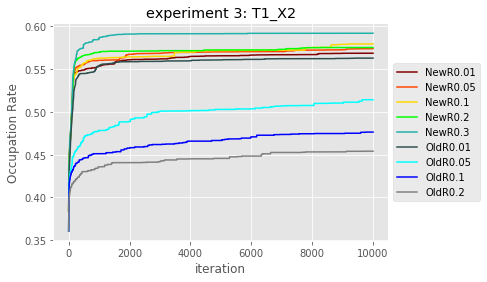 experiment 3: T1_X2
0.60
0.55
0.50
0.45
0.40
0.35
Occupation Rate
0
2000
4000
6000
8000
10000
iteration
NewR0.01
NewR0.05
NewR0.1
NewR0.2
NewR0.3
OldR0.01
OldR0.05
OldR0.1
OldR0.2